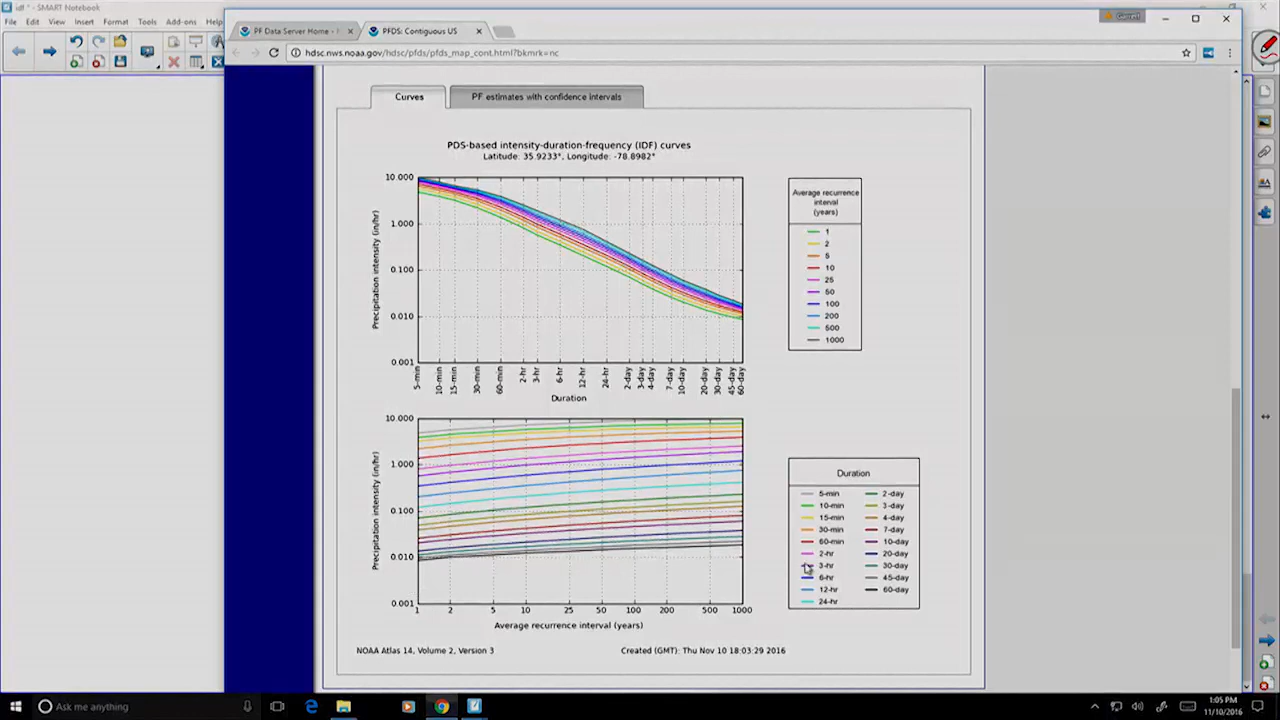 idf * - SMART Notebook
File Edit View Insert Format Tools Add-ons Help
PF Data Server Home -
PFDS: Contiguous US
Garrett
hdsc.nws.noaa.gov/hdsc/pfds/pfds_map_cont.html?bkmrk=nc
Curves
PF estimates with confidence intervals
PDS-based intensity-duration-frequency (IDF) curves
Latitude: 35.9233°, Longitude: -78.8982°
Precipitation intensity (in/hr)
10.000
1.000
0.100
0.010
0.001
5-min 10-min 15-min 30-min 60-min 2-hr 3-hr 6-hr 12-hr 24-hr 2-day 3-day 4-day 7-day 10-day 20-day 30-day 45-day 60-day
Duration
Average recurrence
interval
(years)
1
2
5
10
25
50
100
200
500
1000
Precipitation intensity (in/hr)
10.000
1.000
0.100
0.010
0.001
1 2 5 10 25 50 100 200 500 1000
Average recurrence interval (years)
Duration
5-min 2-day
10-min 3-day
15-min 4-day
30-min 7-day
60-min 10-day
2-hr 20-day
3-hr 30-day
6-hr 45-day
12-hr 60-day
24-hr
NOAA Atlas 14, Volume 2, Version 3
Created (GMT): Thu Nov 10 18:03:29 2016
Ask me anything
1:05 PM
11/10/2016